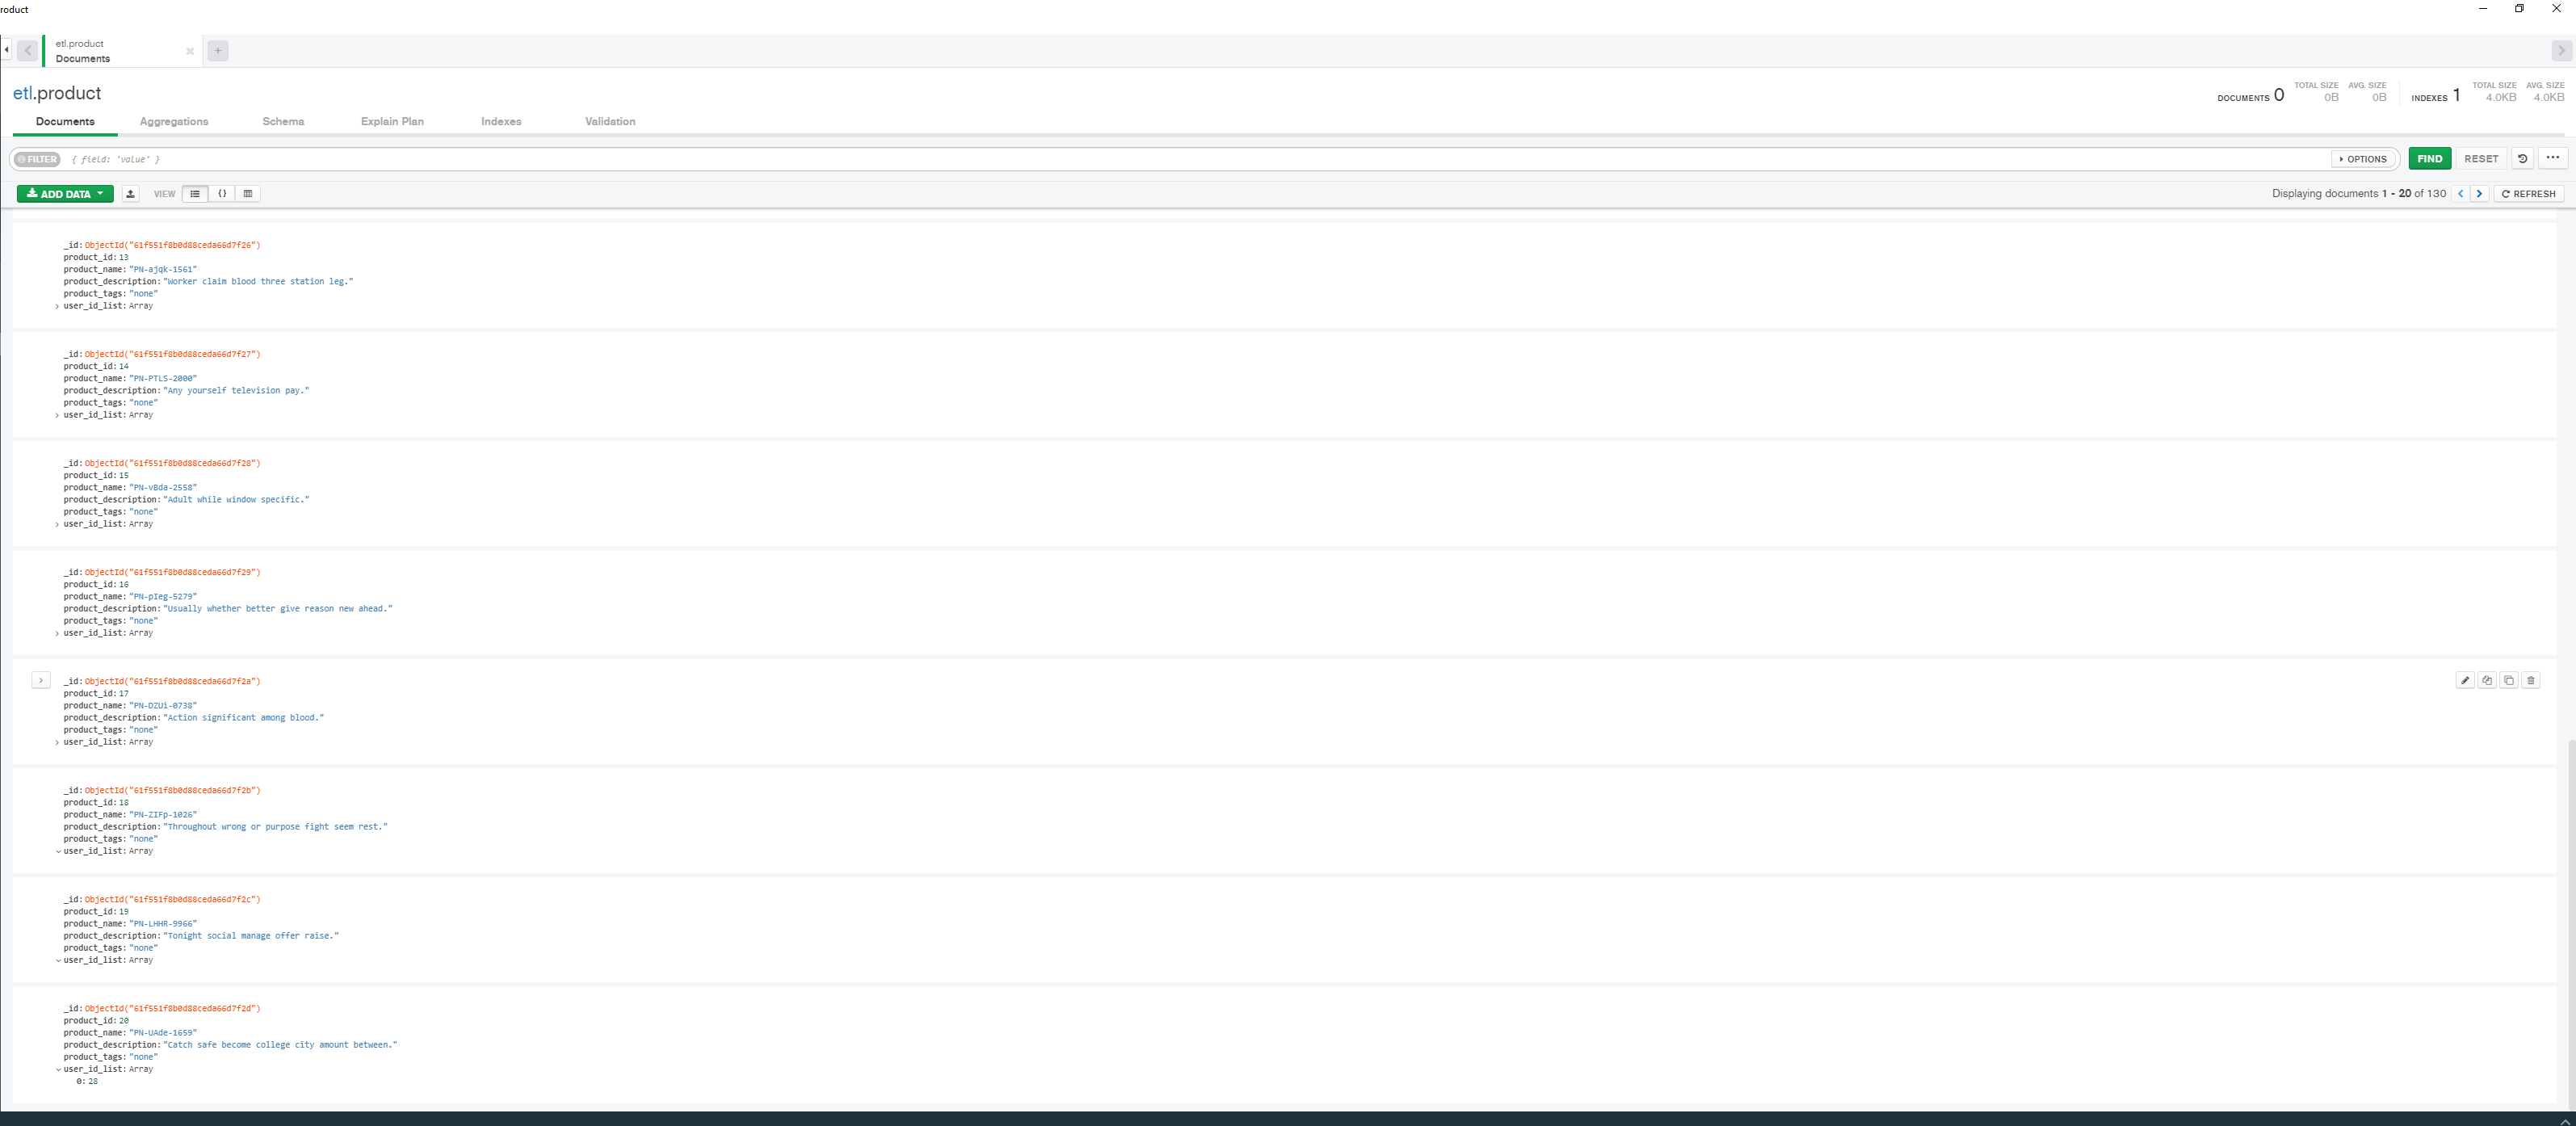 roduct
etl.product
Documents
etl.product
DOCUMENTS 0 TOTAL SIZE 0B AVG. SIZE 0B INDEXES 1 TOTAL SIZE 4.0KB AVG. SIZE 4.0KB
Documents Aggregations Schema Explain Plan Indexes Validation
FILTER { field: 'value' } OPTIONS FIND RESET ...
ADD DATA VIEW {} Displaying documents 1 - 20 of 130 REFRESH
_id: ObjectId("61f551f8b0d88ceda66d7f26")
product_id: 13
product_name: "PN-ajqk-1561"
product_description: "Worker claim blood three station leg."
product_tags: "none"
user_id_list: Array
_id: ObjectId("61f551f8b0d88ceda66d7f27")
product_id: 14
product_name: "PN-PTLS-2000"
product_description: "Any yourself television pay."
product_tags: "none"
user_id_list: Array
_id: ObjectId("61f551f8b0d88ceda66d7f28")
product_id: 15
product_name: "PN-vBda-2558"
product_description: "Adult while window specific."
product_tags: "none"
user_id_list: Array
_id: ObjectId("61f551f8b0d88ceda66d7f29")
product_id: 16
product_name: "PN-pIeg-5279"
product_description: "Usually whether better give reason new ahead."
product_tags: "none"
user_id_list: Array
_id: ObjectId("61f551f8b0d88ceda66d7f2a")
product_id: 17
product_name: "PN-DZUi-0738"
product_description: "Action significant among blood."
product_tags: "none"
user_id_list: Array
_id: ObjectId("61f551f8b0d88ceda66d7f2b")
product_id: 18
product_name: "PN-ZIFp-1026"
product_description: "Throughout wrong or purpose fight seem rest."
product_tags: "none"
user_id_list: Array
_id: ObjectId("61f551f8b0d88ceda66d7f2c")
product_id: 19
product_name: "PN-LHHR-9966"
product_description: "Tonight social manage offer raise."
product_tags: "none"
user_id_list: Array
_id: ObjectId("61f551f8b0d88ceda66d7f2d")
product_id: 20
product_name: "PN-UAde-1659"
product_description: "Catch safe become college city amount between."
product_tags: "none"
user_id_list: Array
0: 28